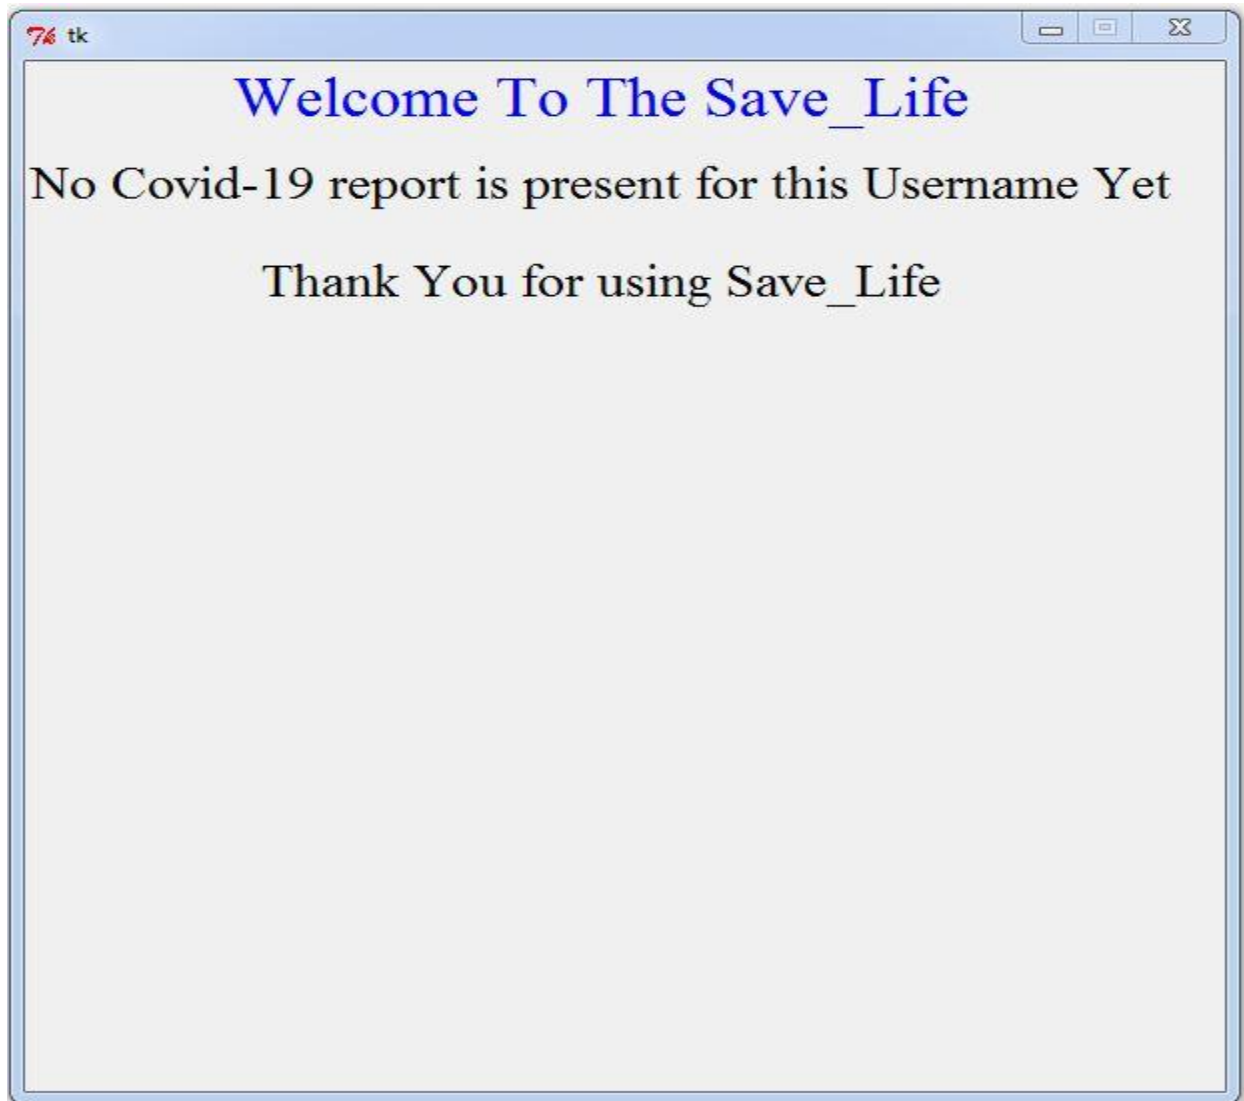 tk
Welcome To The Save_Life
No Covid-19 report is present for this Username Yet
Thank You for using Save_Life